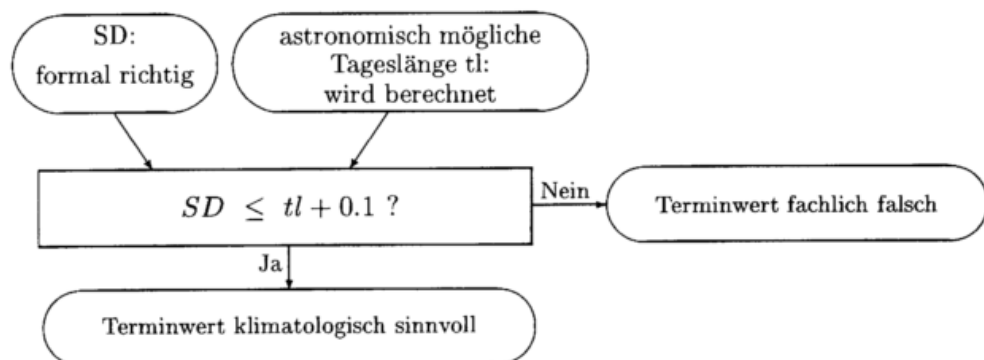 SD:
formal richtig
astronomisch mögliche
Tageslänge tl:
wird berechnet
SD ≤ tl + 0.1 ?
Nein
Terminwert fachlich falsch
Ja
Terminwert klimatologisch sinnvoll